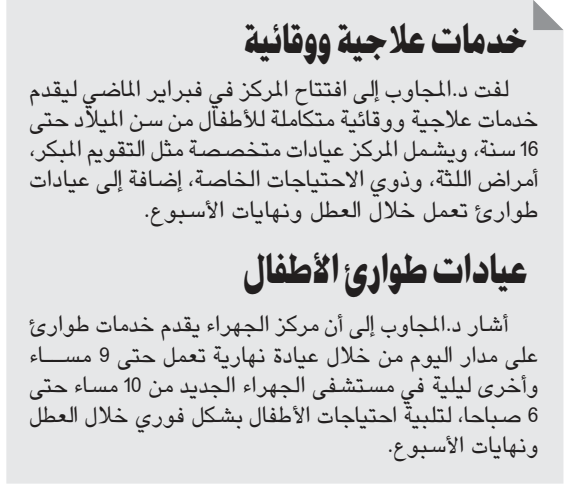 خدمات علاجية ووقائية
لفت د.المجاوب إلى افتتاح المركز في فبراير الماضي ليقدم
خدمات علاجية ووقائية متكاملة للأطفال من سن الميلاد حتى
16 سنة، ويشمل المركز عيادات متخصصة مثل التقويم المبكر،
أمراض اللثة، وذوي الاحتياجات الخاصة، إضافة إلى عيادات
طوارئ تعمل خلال العطل ونهايات الأسبوع.
عيادات طوارئ الأطفال
أشار د.المجاوب إلى أن مركز الجهراء يقدم خدمات طوارئ
على مدار اليوم من خلال عيادة نهارية تعمل حتى 9 مســـاء
وأخرى ليلية في مستشفى الجهراء الجديد من 10 مساء حتى
6 صباحا، لتلبية احتياجات الأطفال بشكل فوري خلال العطل
ونهايات الأسبوع.